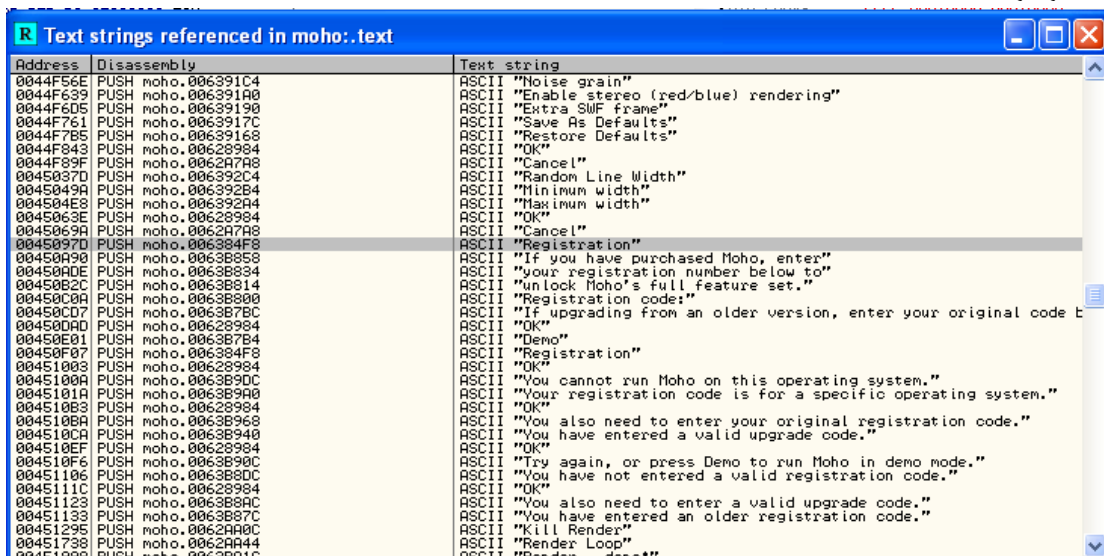 Text strings referenced in moho:.text
Address Disassembly Text string
0044F56E PUSH moho.006391C4 ASCII "Noise grain"
0044F639 PUSH moho.006391A0 ASCII "Enable stereo (red/blue) rendering"
0044F6D5 PUSH moho.00639190 ASCII "Extra SWF frame"
0044F761 PUSH moho.0063917C ASCII "Save As Defaults"
0044F7B5 PUSH moho.00639168 ASCII "Restore Defaults"
0044F843 PUSH moho.00628984 ASCII "OK"
0044F89F PUSH moho.0062A7A8 ASCII "Cancel"
0045037D PUSH moho.006392C4 ASCII "Random Line Width"
0045049A PUSH moho.006392B4 ASCII "Minimum width"
004504E8 PUSH moho.006392A4 ASCII "Maximum width"
0045063E PUSH moho.00628984 ASCII "OK"
0045069A PUSH moho.0062A7A8 ASCII "Cancel"
0045097D PUSH moho.006384F8 ASCII "Registration"
00450A90 PUSH moho.0063B858 ASCII "If you have purchased Moho, enter"
00450ADE PUSH moho.0063B834 ASCII "your registration number below to"
00450B2C PUSH moho.0063B814 ASCII "unlock Moho's full feature set."
00450C0A PUSH moho.0063B800 ASCII "Registration code:"
00450CD7 PUSH moho.0063B7BC ASCII "If upgrading from an older version, enter your original code b
00450DAD PUSH moho.00628984 ASCII "OK"
00450E01 PUSH moho.0063B7B4 ASCII "Demo"
00450F07 PUSH moho.006384F8 ASCII "Registration"
00451003 PUSH moho.00628984 ASCII "OK"
0045100A PUSH moho.0063B9DC ASCII "You cannot run Moho on this operating system."
0045101A PUSH moho.0063B9A0 ASCII "Your registration code is for a specific operating system."
004510B3 PUSH moho.00628984 ASCII "OK"
004510BA PUSH moho.0063B968 ASCII "You also need to enter your original registration code."
004510CA PUSH moho.0063B940 ASCII "You have entered a valid upgrade code."
004510EF PUSH moho.00628984 ASCII "OK"
004510F6 PUSH moho.0063B90C ASCII "Try again, or press Demo to run Moho in demo mode."
00451106 PUSH moho.0063B8DC ASCII "You have not entered a valid registration code."
0045111C PUSH moho.00628984 ASCII "OK"
00451123 PUSH moho.0063B8AC ASCII "You also need to enter a valid upgrade code."
00451133 PUSH moho.0063B87C ASCII "You have entered an older registration code."
00451295 PUSH moho.0062AA0C ASCII "Kill Render"
00451738 PUSH moho.0062AA44 ASCII "Render Loop"